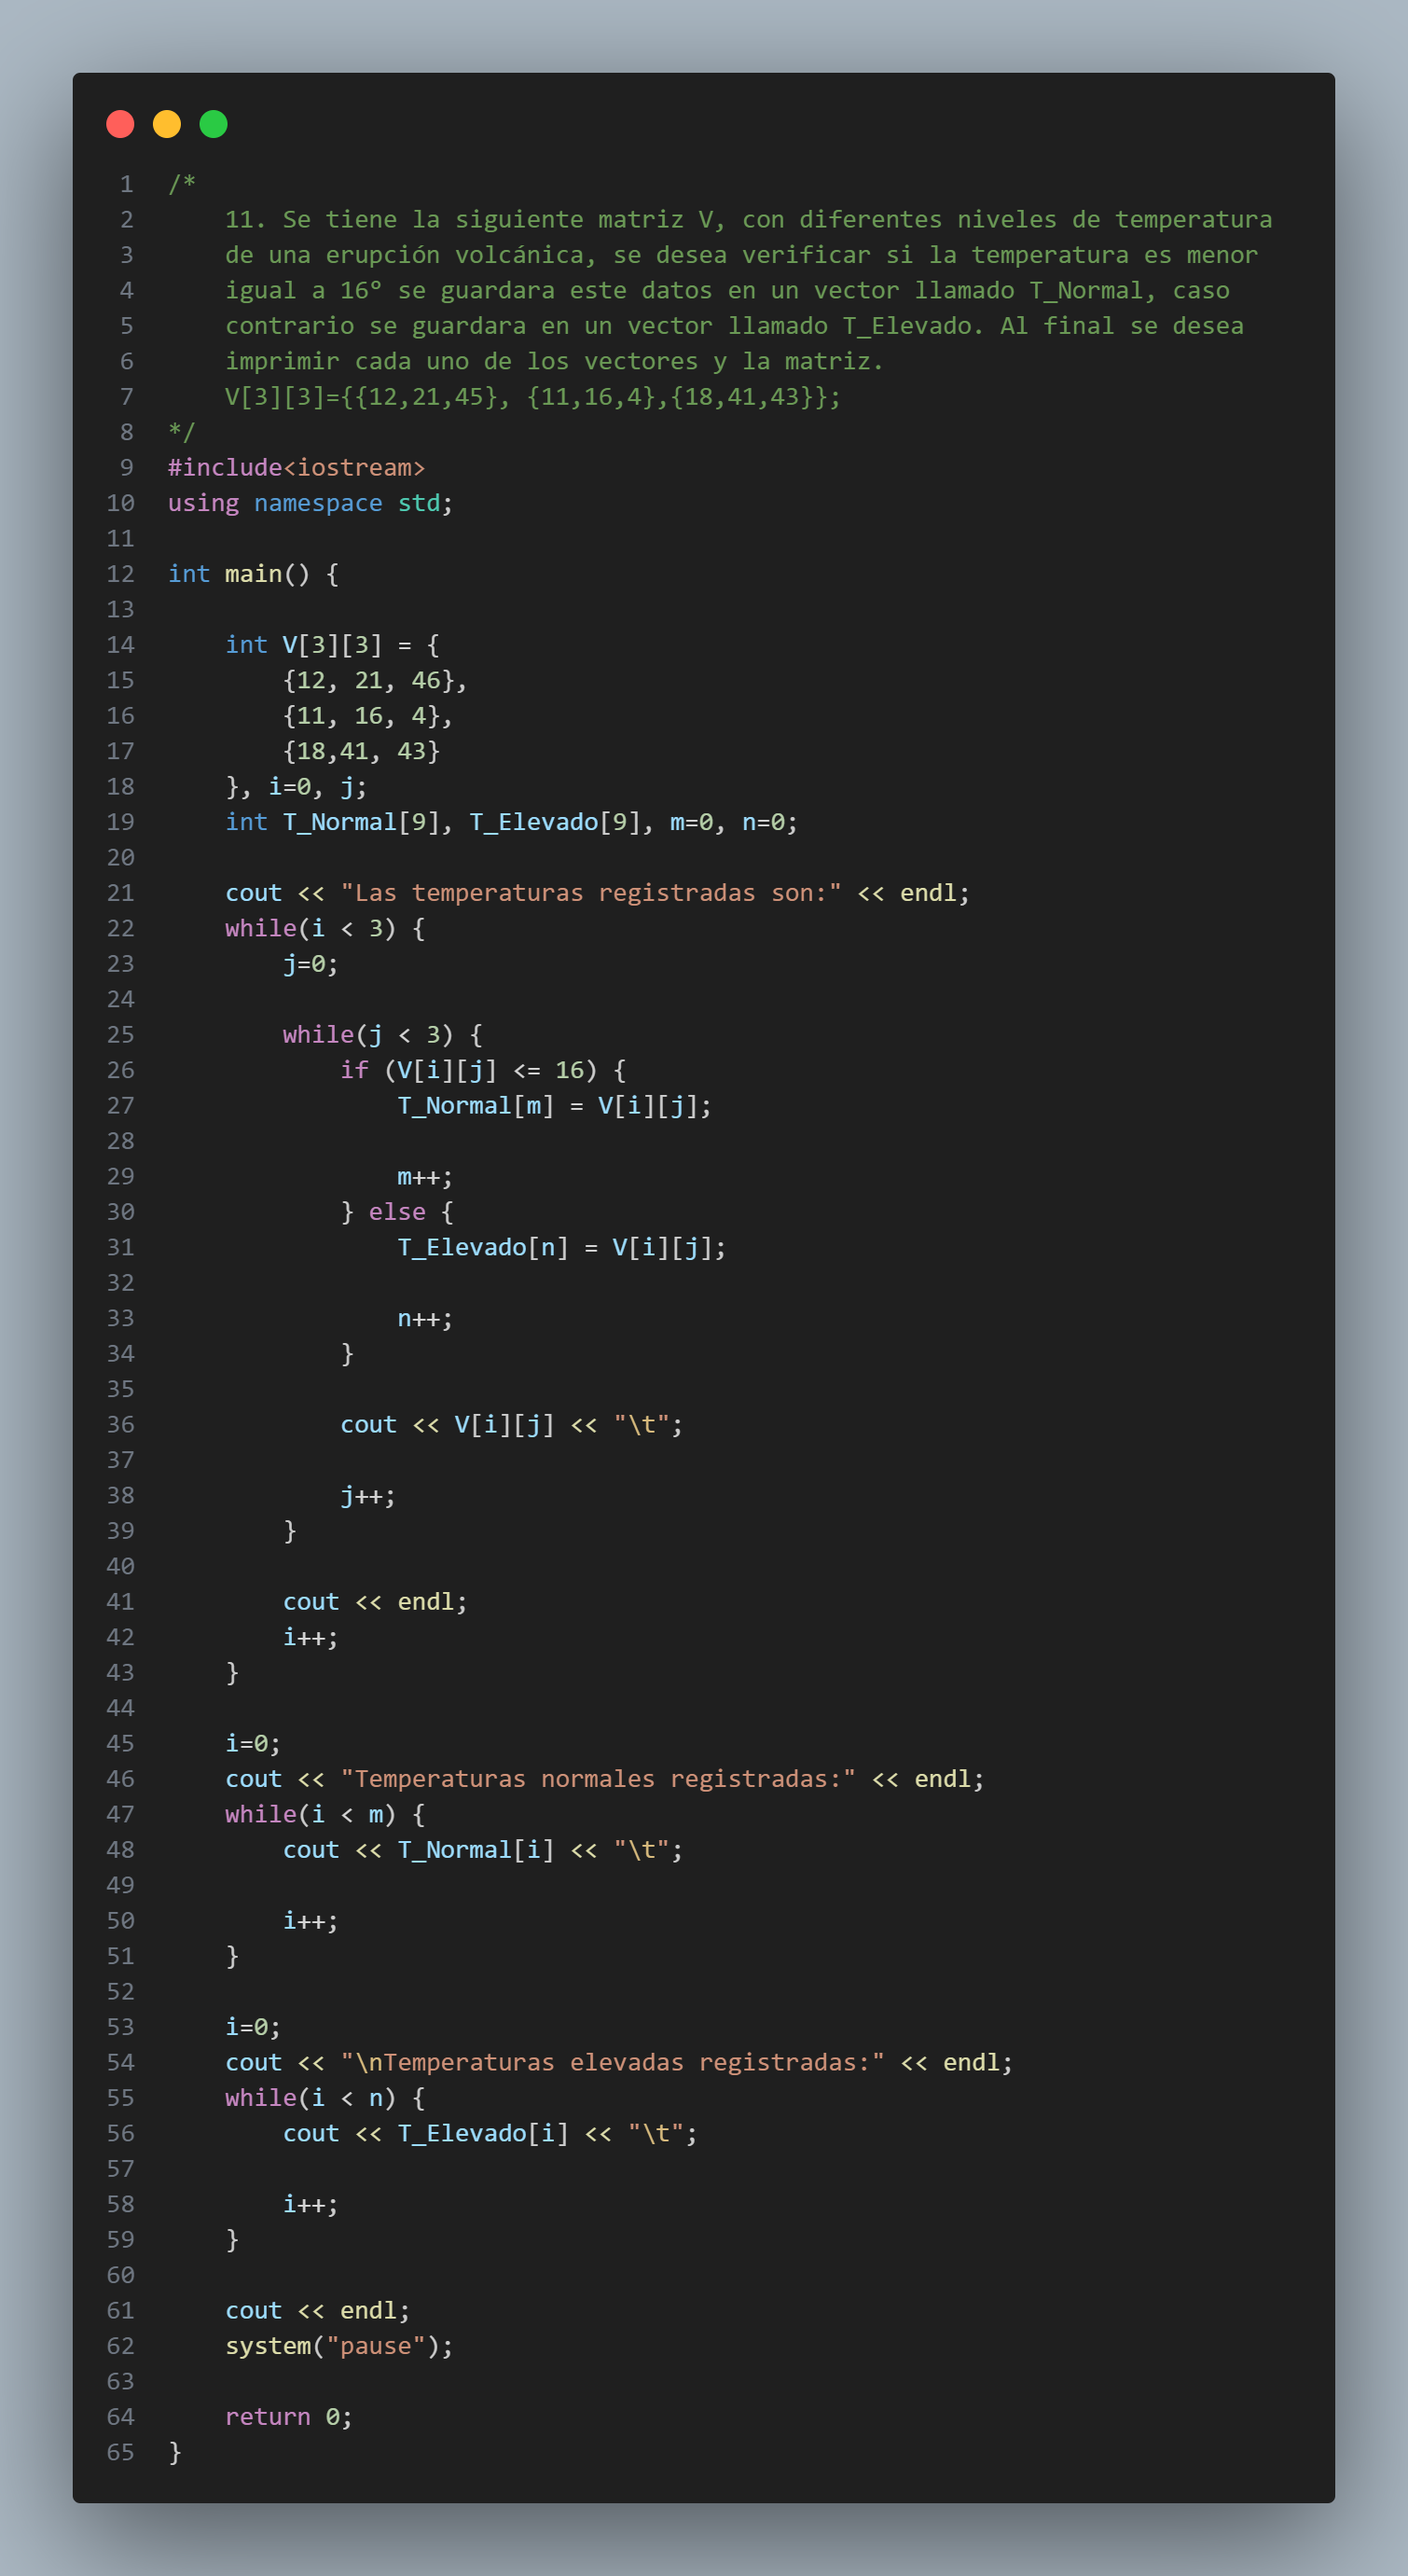 1 /*
2     11. Se tiene la siguiente matriz V, con diferentes niveles de temperatura
3     de una erupción volcánica, se desea verificar si la temperatura es menor
4     igual a 16° se guardara este datos en un vector llamado T_Normal, caso
5     contrario se guardara en un vector llamado T_Elevado. Al final se desea
6     imprimir cada uno de los vectores y la matriz.
7     V[3][3]={{12,21,45}, {11,16,4},{18,41,43}};
8 */
9 #include<iostream>
10 using namespace std;
11
12 int main() {
13
14     int V[3][3] = {
15         {12, 21, 46},
16         {11, 16, 4},
17         {18,41, 43}
18     }, i=0, j;
19     int T_Normal[9], T_Elevado[9], m=0, n=0;
20
21     cout << "Las temperaturas registradas son:" << endl;
22     while(i < 3) {
23         j=0;
24
25         while(j < 3) {
26             if (V[i][j] <= 16) {
27                 T_Normal[m] = V[i][j];
28
29                 m++;
30             } else {
31                 T_Elevado[n] = V[i][j];
32
33                 n++;
34             }
35
36             cout << V[i][j] << "\t";
37
38             j++;
39         }
40
41         cout << endl;
42         i++;
43     }
44
45     i=0;
46     cout << "Temperaturas normales registradas:" << endl;
47     while(i < m) {
48         cout << T_Normal[i] << "\t";
49
50         i++;
51     }
52
53     i=0;
54     cout << "\nTemperaturas elevadas registradas:" << endl;
55     while(i < n) {
56         cout << T_Elevado[i] << "\t";
57
58         i++;
59     }
60
61     cout << endl;
62     system("pause");
63
64     return 0;
65 }